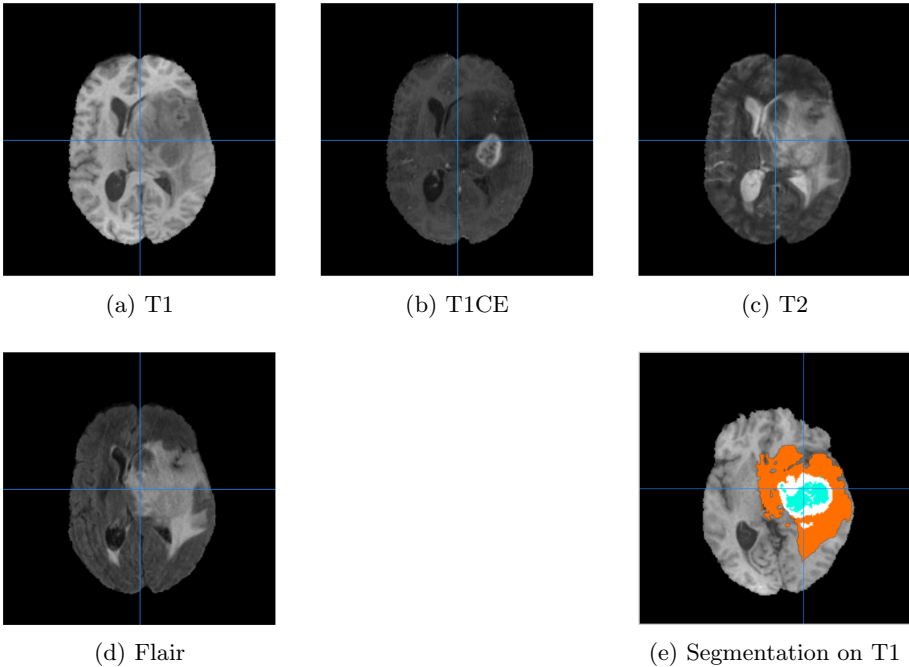 (a) T1
(b) T1CE
(c) T2
(d) Flair
(e) Segmentation on T1